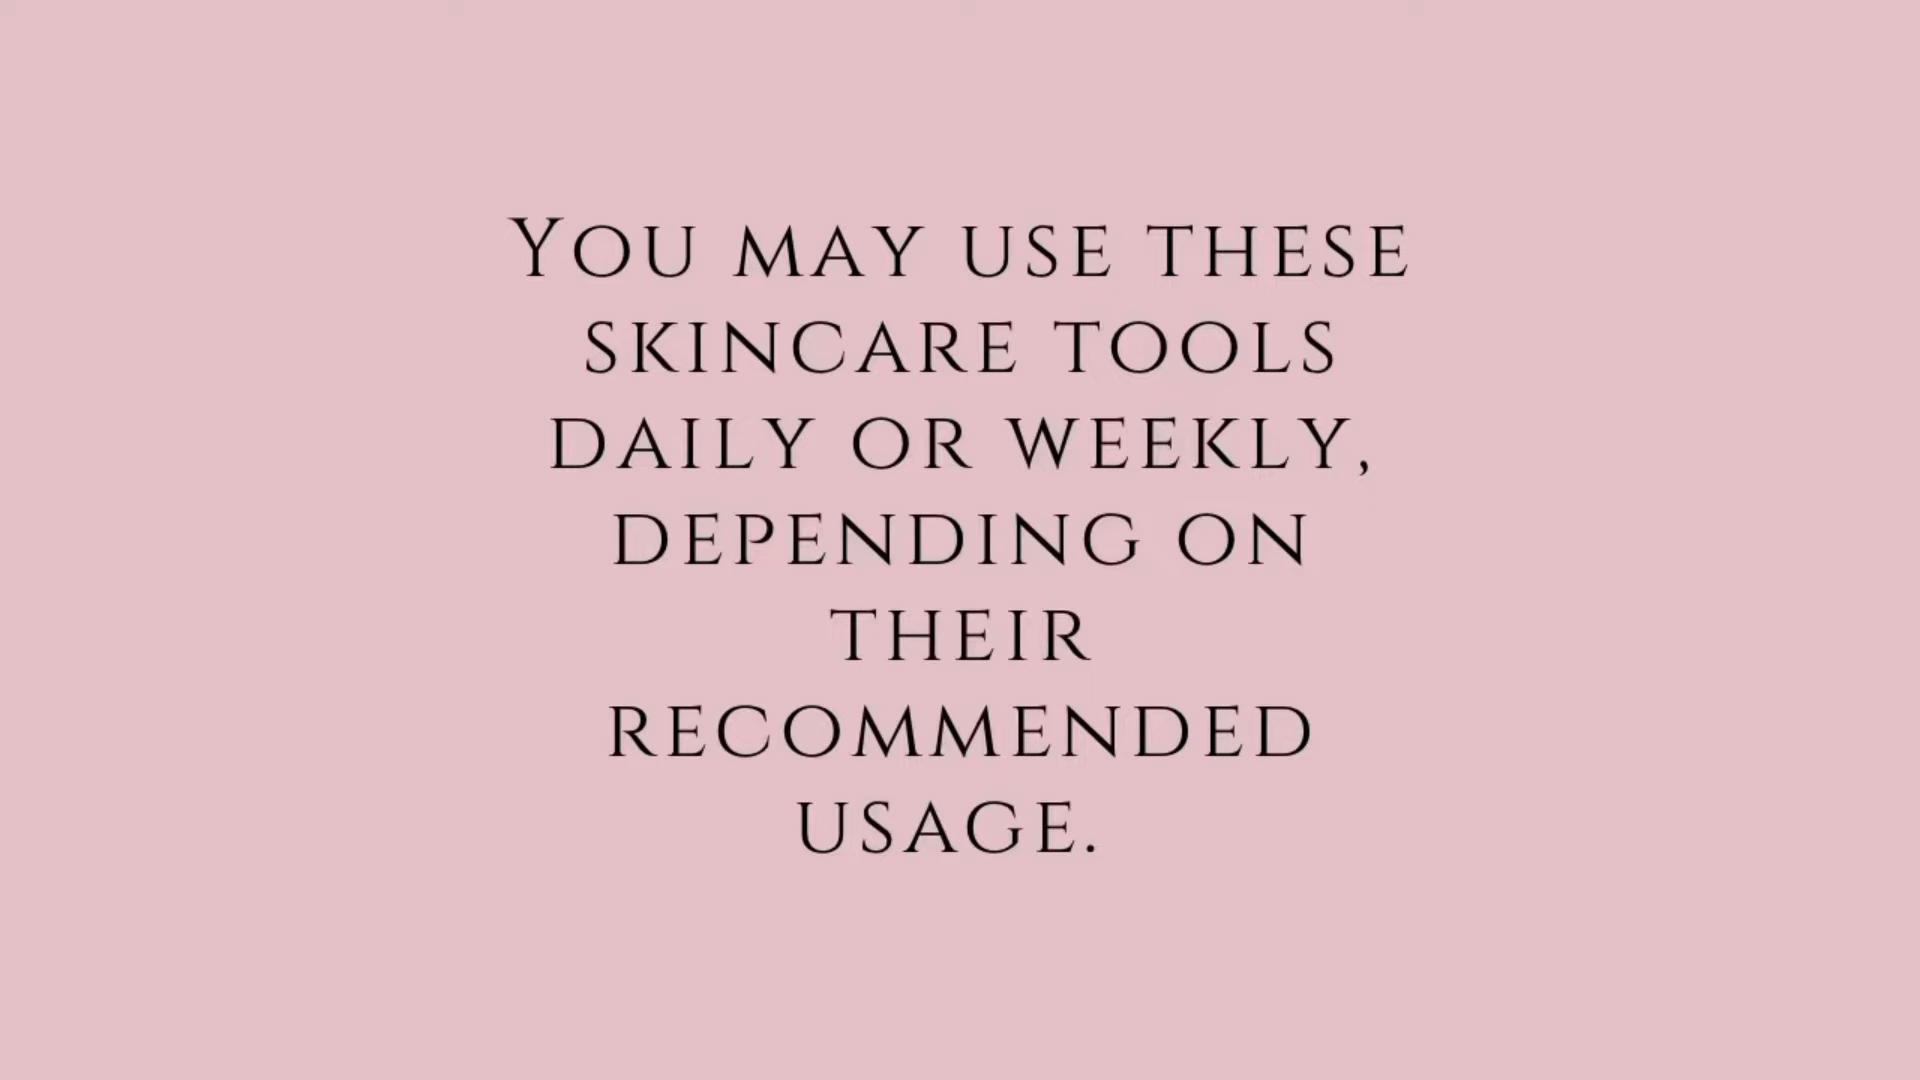 You may use these
skincare tools
daily or weekly,
depending on
their
recommended
usage.